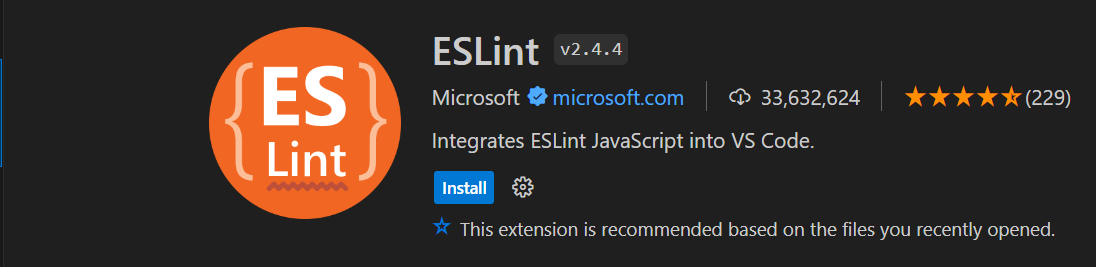 ES
Lint
ESLint v2.4.4
Microsoft microsoft.com 33,632,624 (229)
Integrates ESLint JavaScript into VS Code.
Install
This extension is recommended based on the files you recently opened.